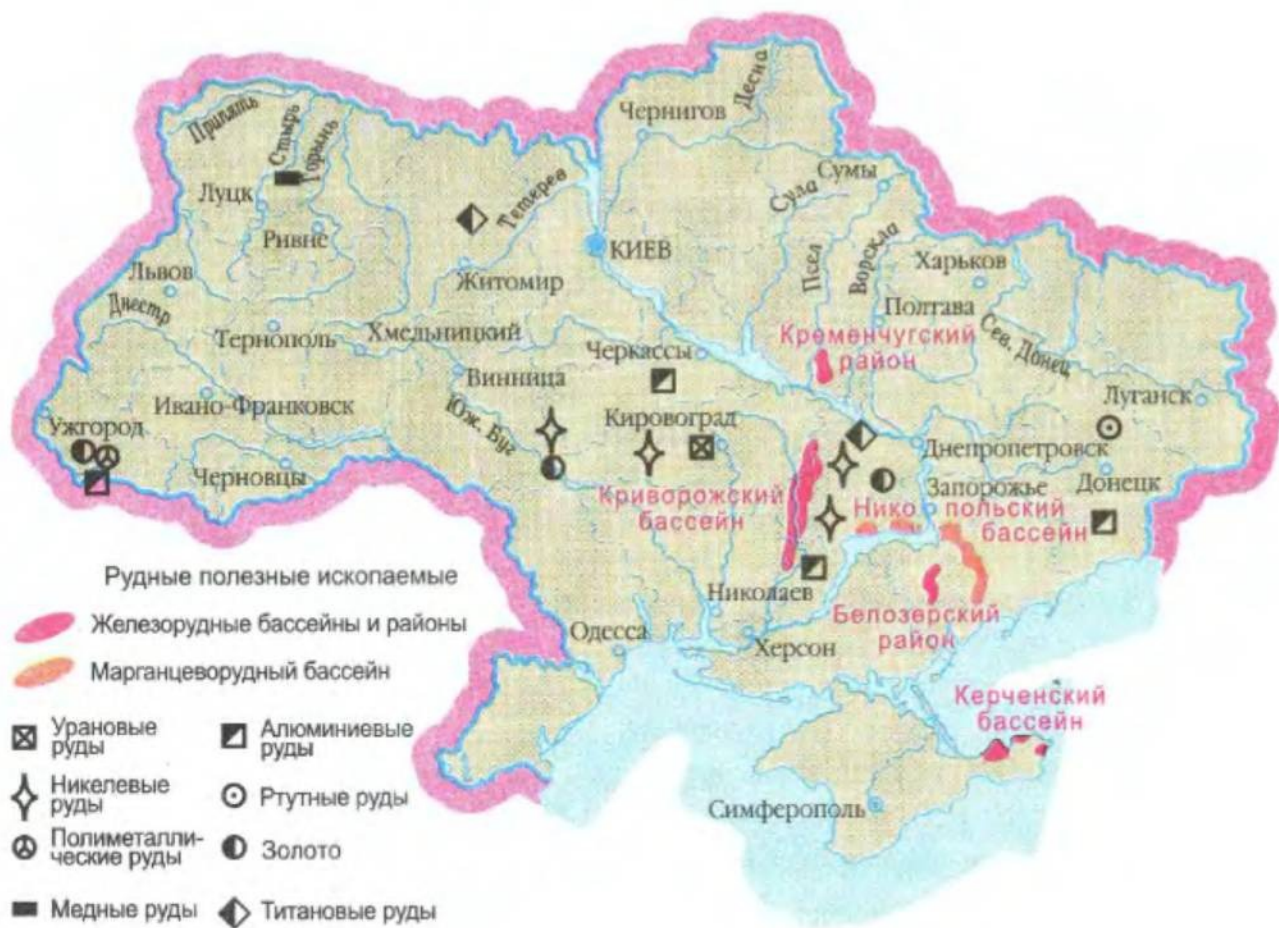 Припять
Стырь
Горынь
Десна
Чернигов
Луцк
Ривне
Тетерев
Сула
Сумы
КИЕВ
Псел
Ворскла
Харьков
Львов
Житомир
Днестр
Тернополь
Хмельницкий
Полтава
Сев. Донец
Черкассы
Кременчугский
район
Винница
Ивано-Франковск
Юж. Буг
Кировоград
Луганск
Ужгород
Черновцы
Днепропетровск
Криворожский
бассейн
Запорожье
Донецк
Никопольский
бассейн
Николаев
Белозерский
район
Одесса
Херсон
Керченский
бассейн
Симферополь
Рудные полезные ископаемые
Железорудные бассейны и районы
Марганцеворудный бассейн
Урановые
руды
Алюминиевые
руды
Никелевые
руды
Ртутные руды
Полиметалли-
ческие руды
Золото
Медные руды
Титановые руды